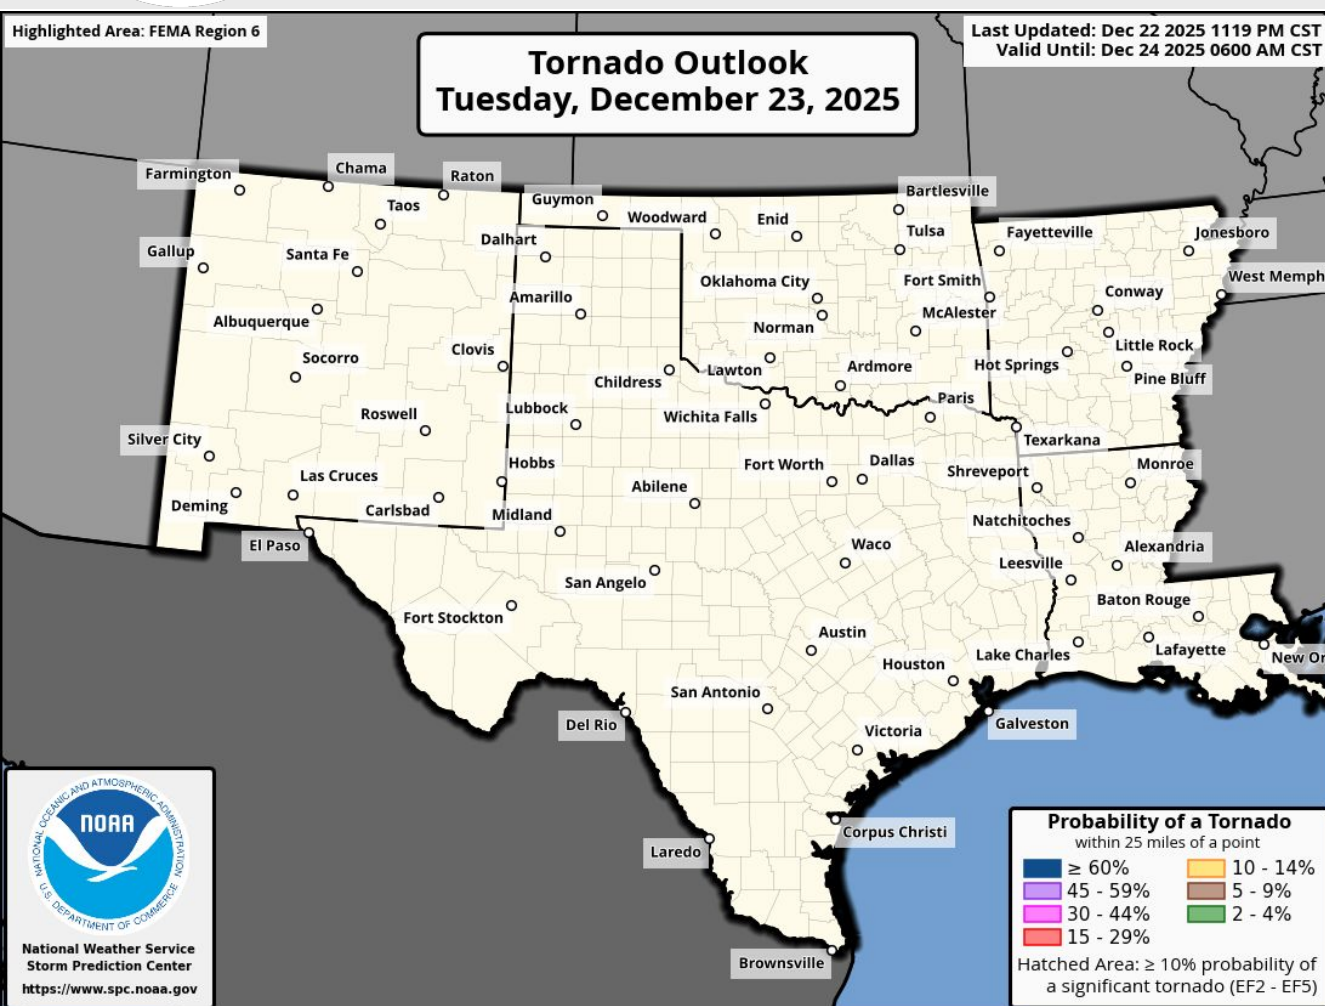 Highlighted Area: FEMA Region 6
Last Updated: Dec 22 2025 1119 PM CST
Valid Until: Dec 24 2025 0600 AM CST
Tornado Outlook
Tuesday, December 23, 2025
Farmington
Chama
Raton
Taos
Guymon
Woodward
Enid
Bartlesville
Tulsa
Fayetteville
Jonesboro
Gallup
Santa Fe
Dalhart
Oklahoma City
Fort Smith
Conway
West Memph
Albuquerque
Amarillo
Norman
McAlester
Little Rock
Socorro
Clovis
Childress
Lawton
Ardmore
Hot Springs
Pine Bluff
Roswell
Lubbock
Wichita Falls
Paris
Texarkana
Silver City
Las Cruces
Hobbs
Abilene
Fort Worth
Dallas
Shreveport
Monroe
Deming
Carlsbad
Midland
Natchitoches
El Paso
San Angelo
Waco
Leesville
Alexandria
Fort Stockton
Austin
Baton Rouge
Houston
Lake Charles
Lafayette
New Or
San Antonio
Del Rio
Victoria
Galveston
Laredo
Corpus Christi
Brownsville
NATIONAL OCEANIC AND ATMOSPHERIC ADMINISTRATION
NOAA
U.S. DEPARTMENT OF COMMERCE
National Weather Service
Storm Prediction Center
https://www.spc.noaa.gov
Probability of a Tornado
within 25 miles of a point
≥ 60%
10 - 14%
45 - 59%
5 - 9%
30 - 44%
2 - 4%
15 - 29%
Hatched Area: ≥ 10% probability of
a significant tornado (EF2 - EF5)